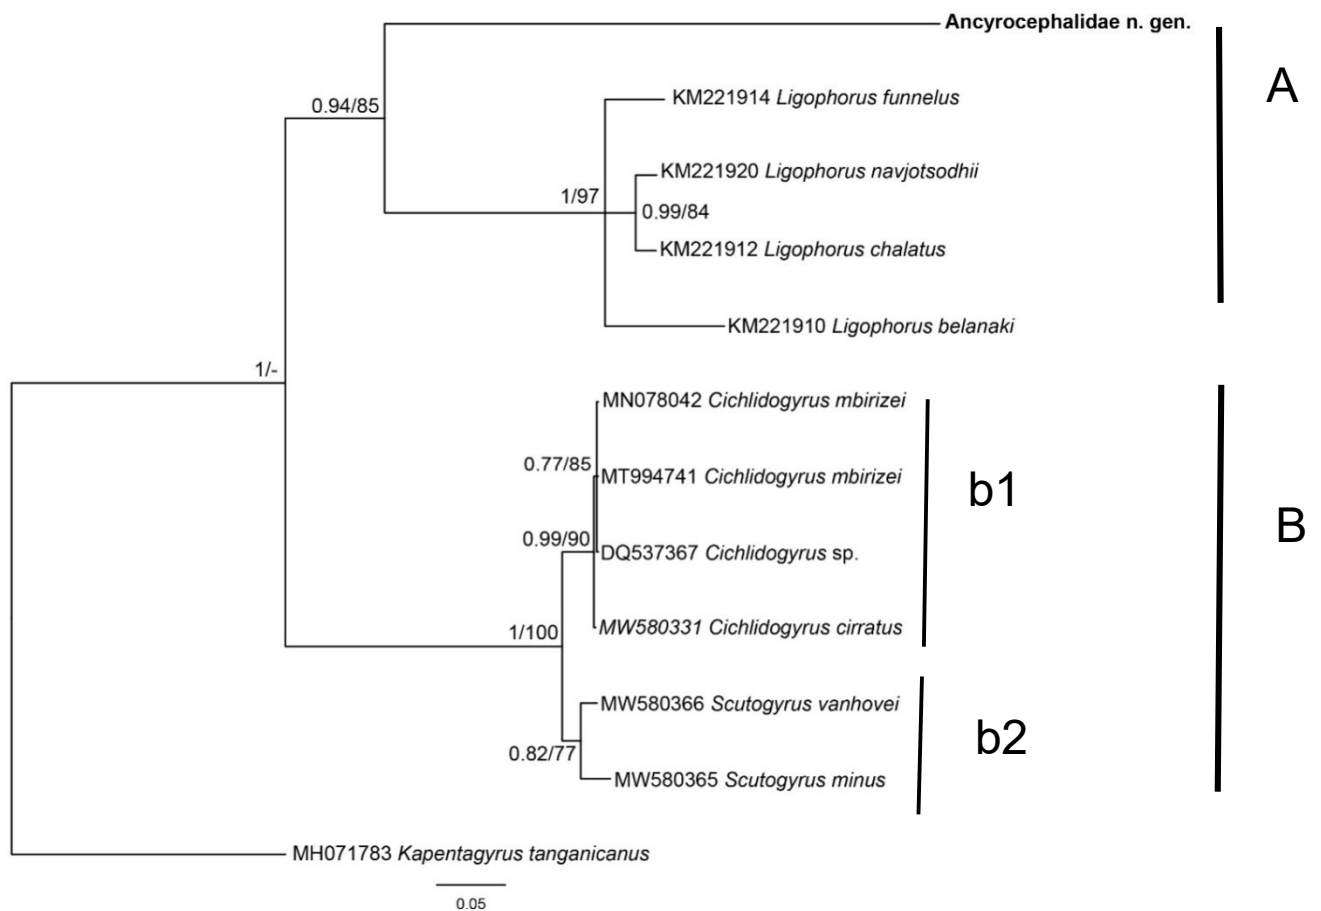 Ancyrocephalidae n. gen.
A
0.94/85
KM221914 Ligophorus funnelus
KM221920 Ligophorus navjotsodhii
1/97
0.99/84
KM221912 Ligophorus chalatus
KM221910 Ligophorus belanaki
1/-
MN078042 Cichlidogyrus mbirizei
0.77/85
MT994741 Cichlidogyrus mbirizei
b1
B
0.99/90
DQ537367 Cichlidogyrus sp.
MW580331 Cichlidogyrus cirratus
1/100
MW580366 Scutogyrus vanhovei
b2
0.82/77
MW580365 Scutogyrus minus
MH071783 Kapentagyrus tanganicanus
0.05